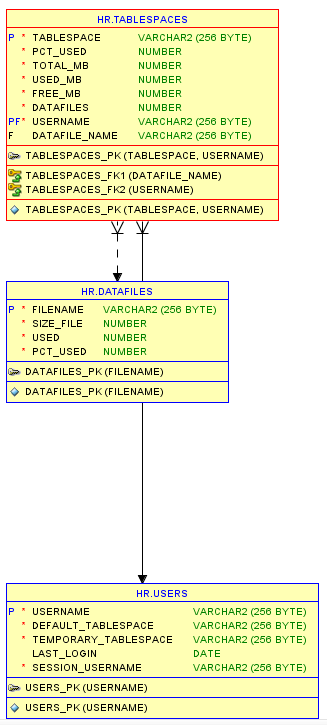 HR.TABLESPACES
P * TABLESPACE VARCHAR2 (256 BYTE)
* PCT_USED NUMBER
* TOTAL_MB NUMBER
* USED_MB NUMBER
* FREE_MB NUMBER
* DATAFILES NUMBER
PF* USERNAME VARCHAR2 (256 BYTE)
F DATAFILE_NAME VARCHAR2 (256 BYTE)
TABLESPACES_PK (TABLESPACE, USERNAME)
TABLESPACES_FK1 (DATAFILE_NAME)
TABLESPACES_FK2 (USERNAME)
TABLESPACES_PK (TABLESPACE, USERNAME)
HR.DATAFILES
P * FILENAME VARCHAR2 (256 BYTE)
* SIZE_FILE NUMBER
* USED NUMBER
* PCT_USED NUMBER
DATAFILES_PK (FILENAME)
DATAFILES_PK (FILENAME)
HR.USERS
P * USERNAME VARCHAR2 (256 BYTE)
* DEFAULT_TABLESPACE VARCHAR2 (256 BYTE)
* TEMPORARY_TABLESPACE VARCHAR2 (256 BYTE)
LAST_LOGIN DATE
* SESSION_USERNAME VARCHAR2 (256 BYTE)
USERS_PK (USERNAME)
USERS_PK (USERNAME)